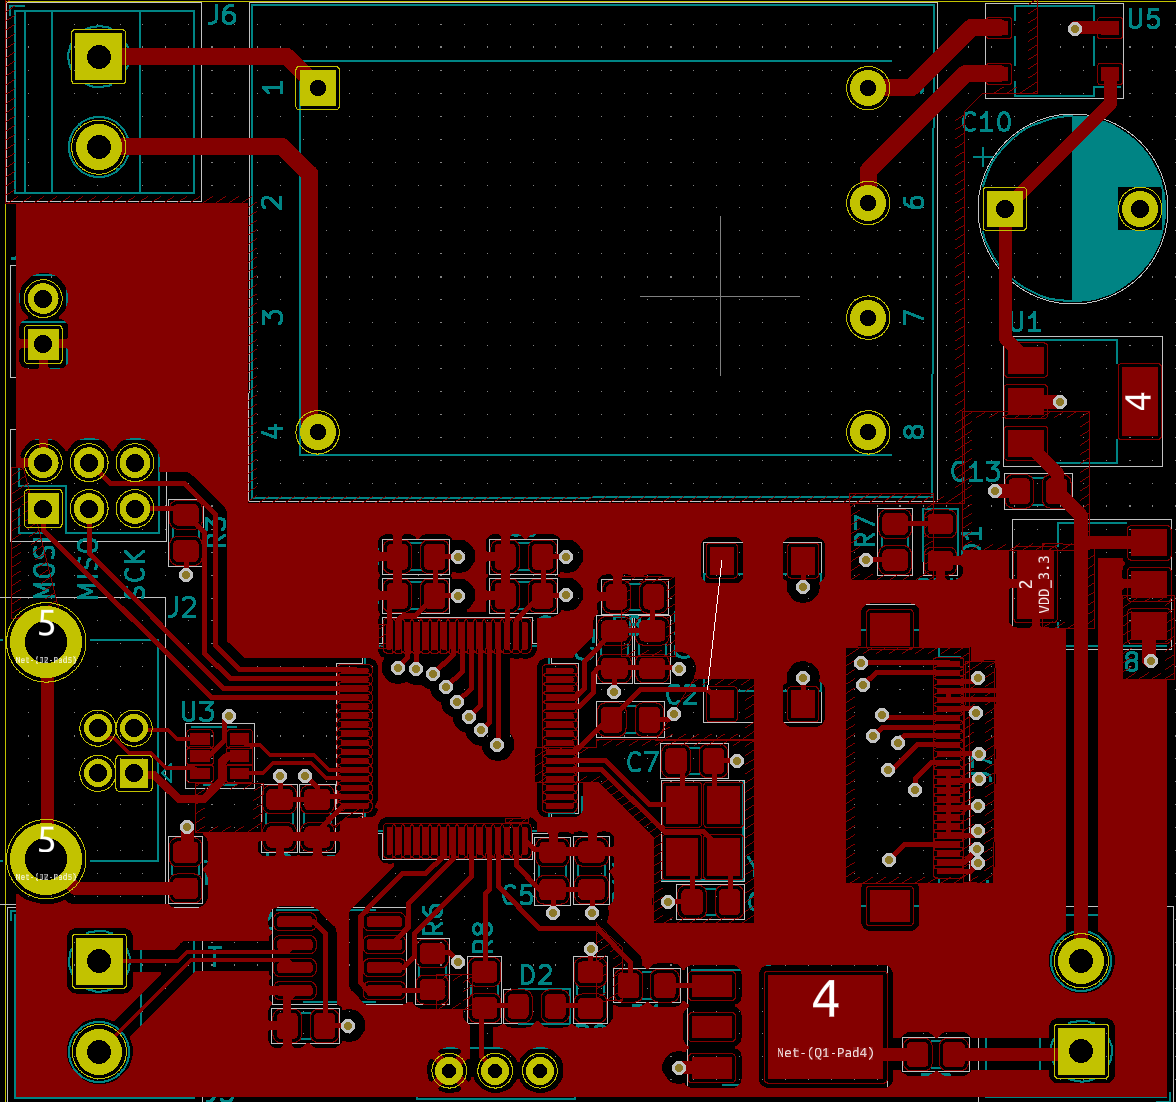 J6
U5
1
C10
2
6
3
7
U1
4
4
8
C13
R3
R7
MOSI
MISO
SCK
2
VDD_3.3
J2
5
Net-(J2-Pad5)
C2
8
U3
C7
5
Net-(J2-Pad5)
C5
R6
R8
D2
4
Net-(Q1-Pad4)